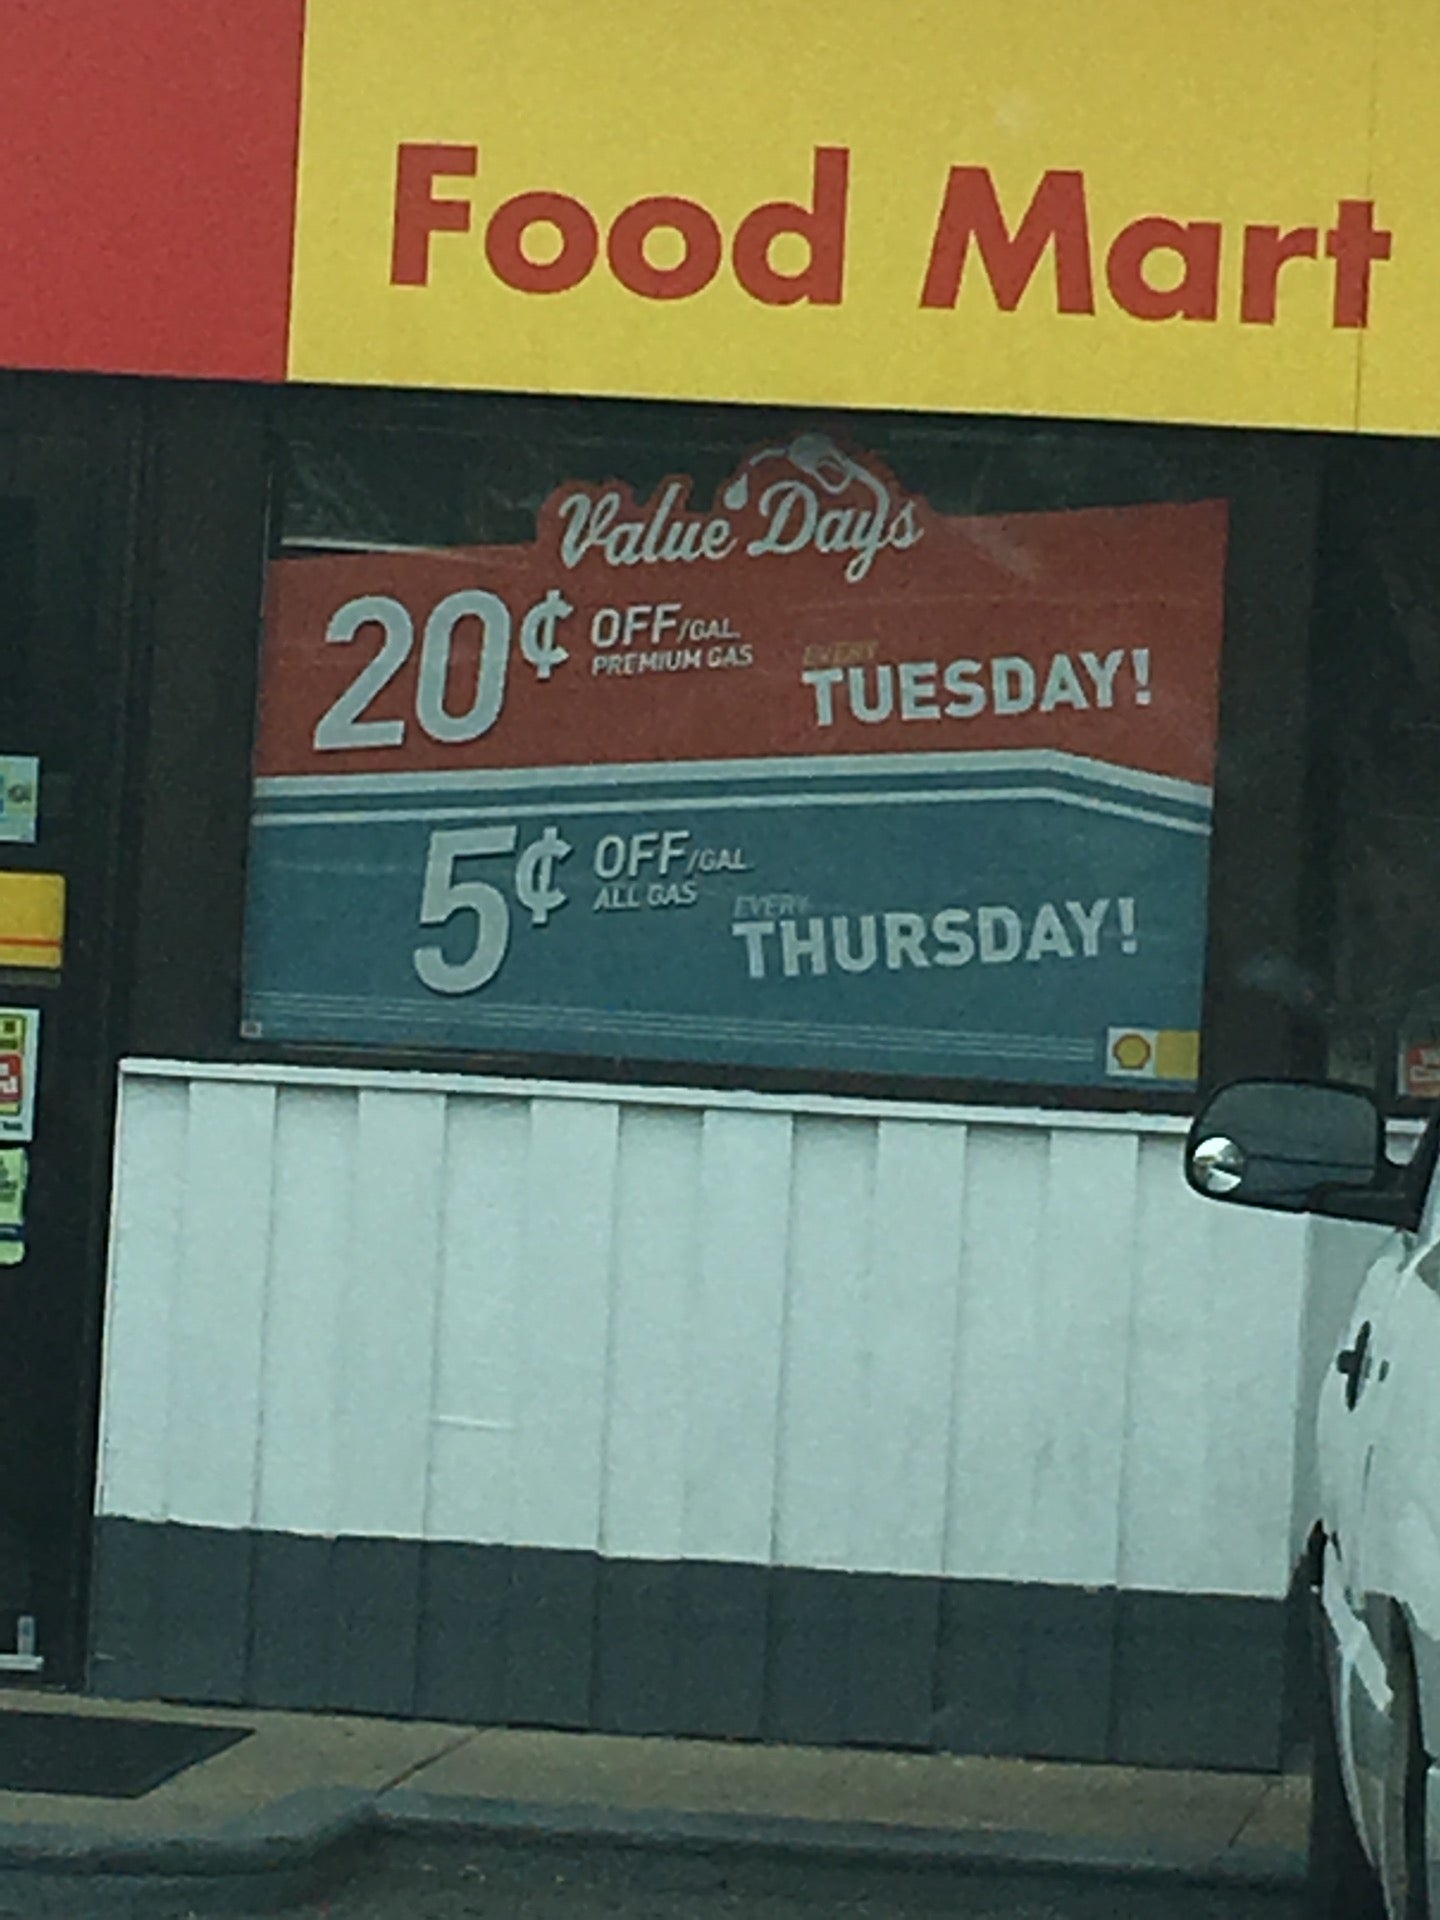 Food Mart
Value Days
20¢ OFF/GAL.
PREMIUM GAS
EVERY
TUESDAY!
5¢ OFF/GAL
ALL GAS
EVERY
THURSDAY!